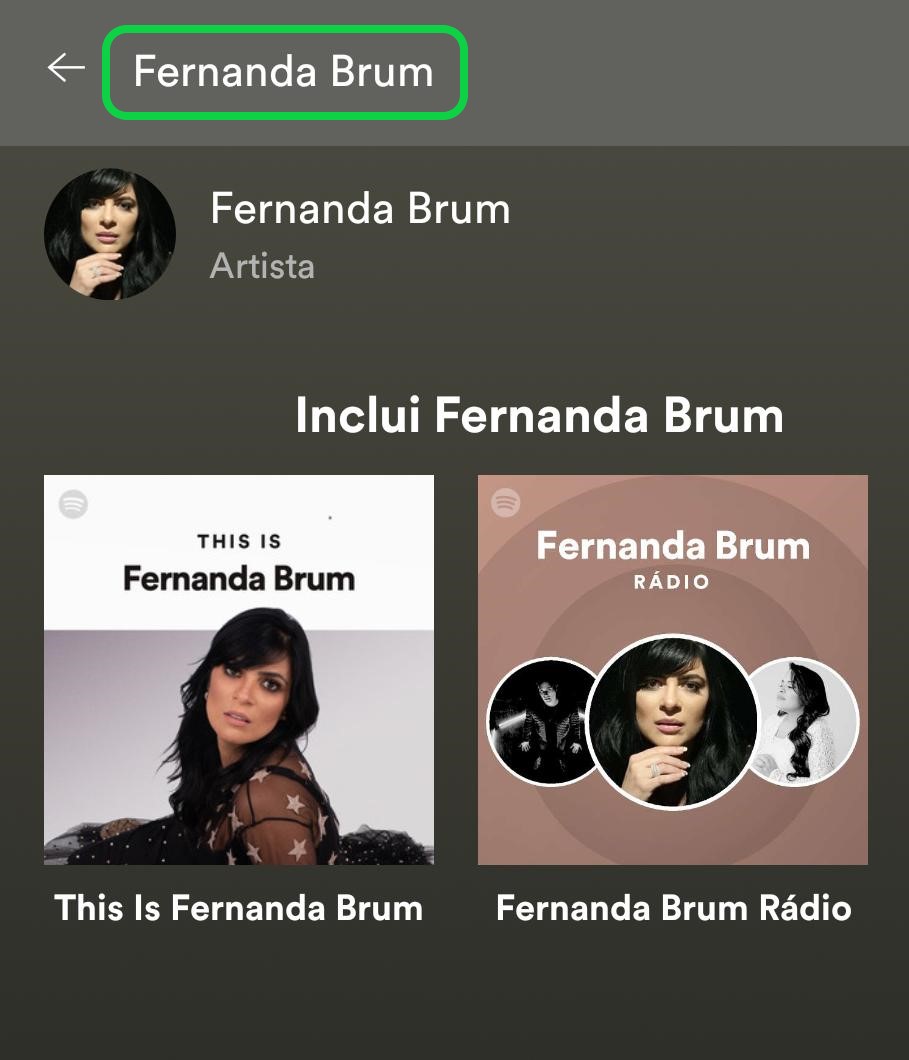 Fernanda Brum
Fernanda Brum
Artista
Inclui Fernanda Brum
THIS IS
Fernanda Brum
Fernanda Brum
RÁDIO
This Is Fernanda Brum
Fernanda Brum Rádio